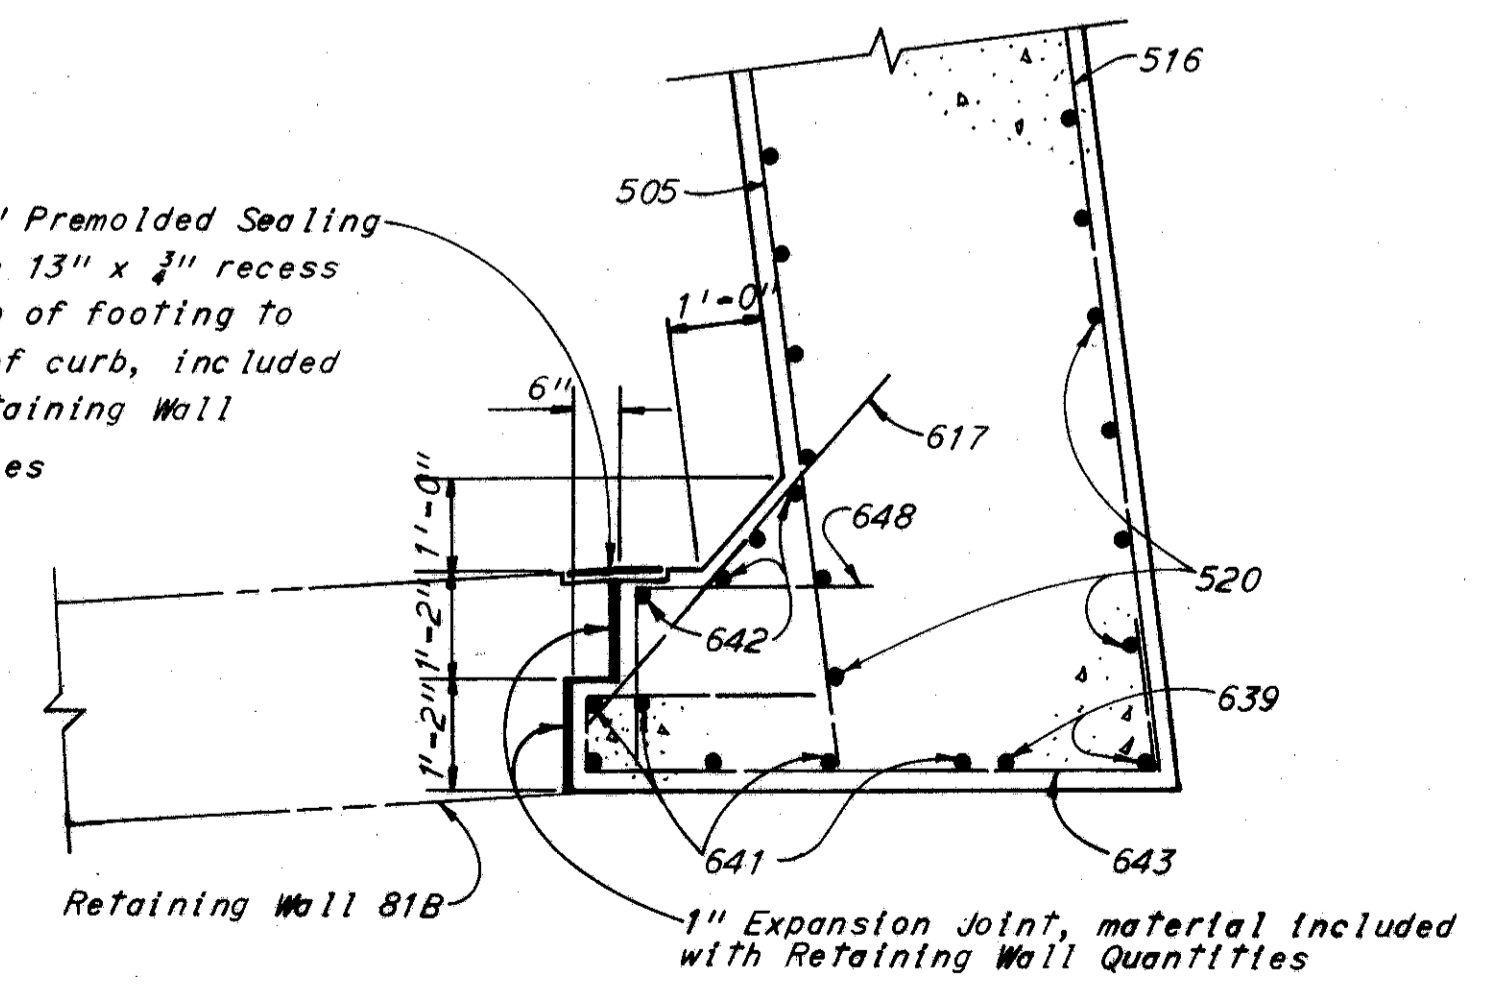 516
505
" Premolded Sealing
13" x ¾" recess
of footing to
of curb, included
Wall
1'-0"
6"
617
1'-0"
648
1'-2"
520
642
1'-2"
639
641
643
Retaining Wall 81B
1" Expansion Joint, material included
with Retaining Wall Quantities